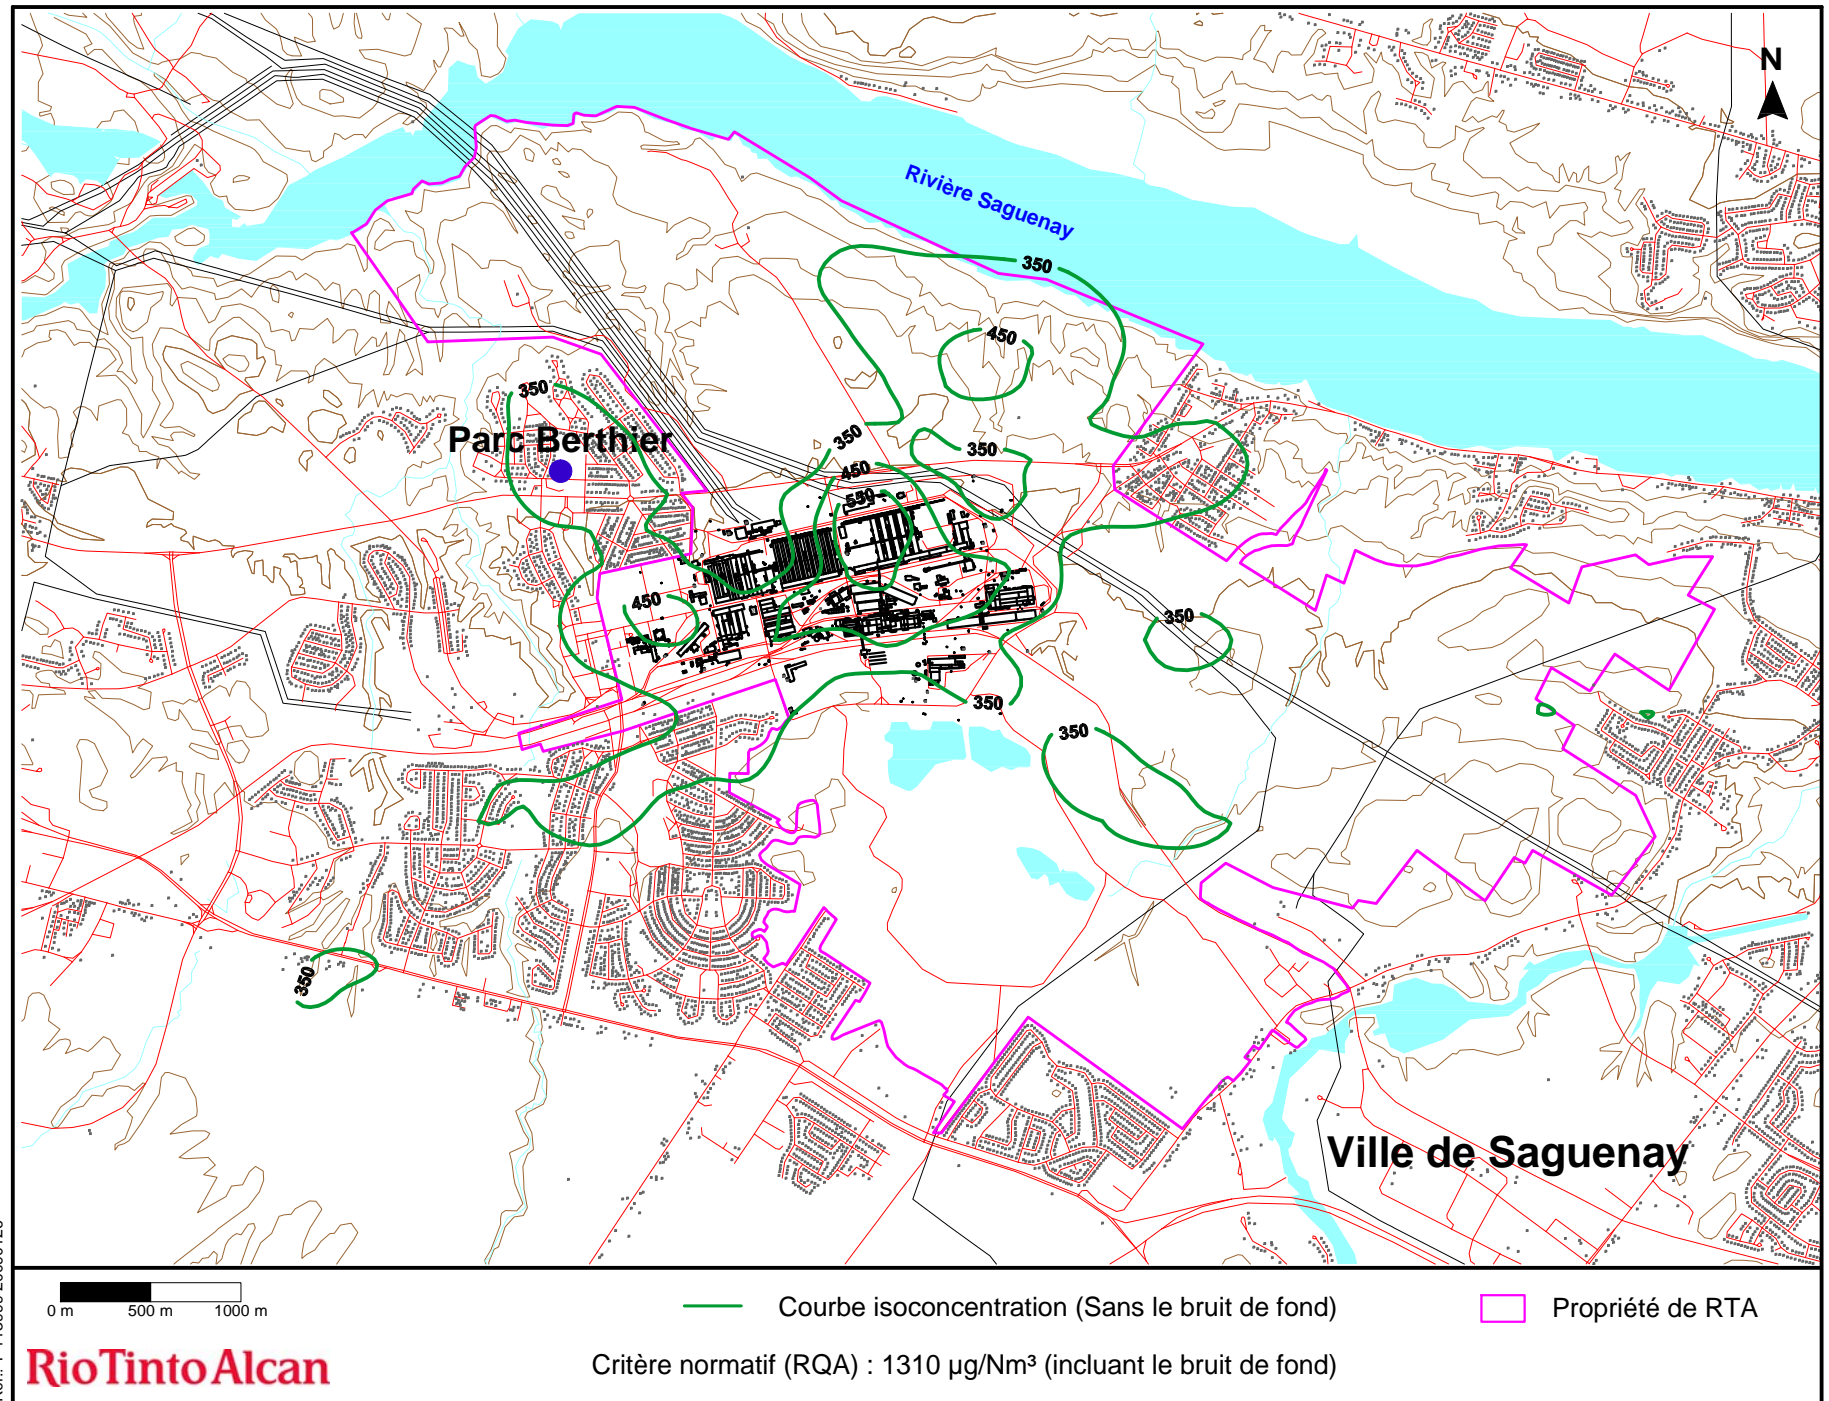 N
Rivière Saguenay
350
450
350
Parc Berthier
350
350
450
550
450
350
350
350
350
Ville de Saguenay
0 m 500 m 1000 m
Courbe isoconcentration (Sans le bruit de fond)
Propriété de RTA
RioTintoAlcan
Critère normatif (RQA) : 1310 µg/Nm³ (incluant le bruit de fond)